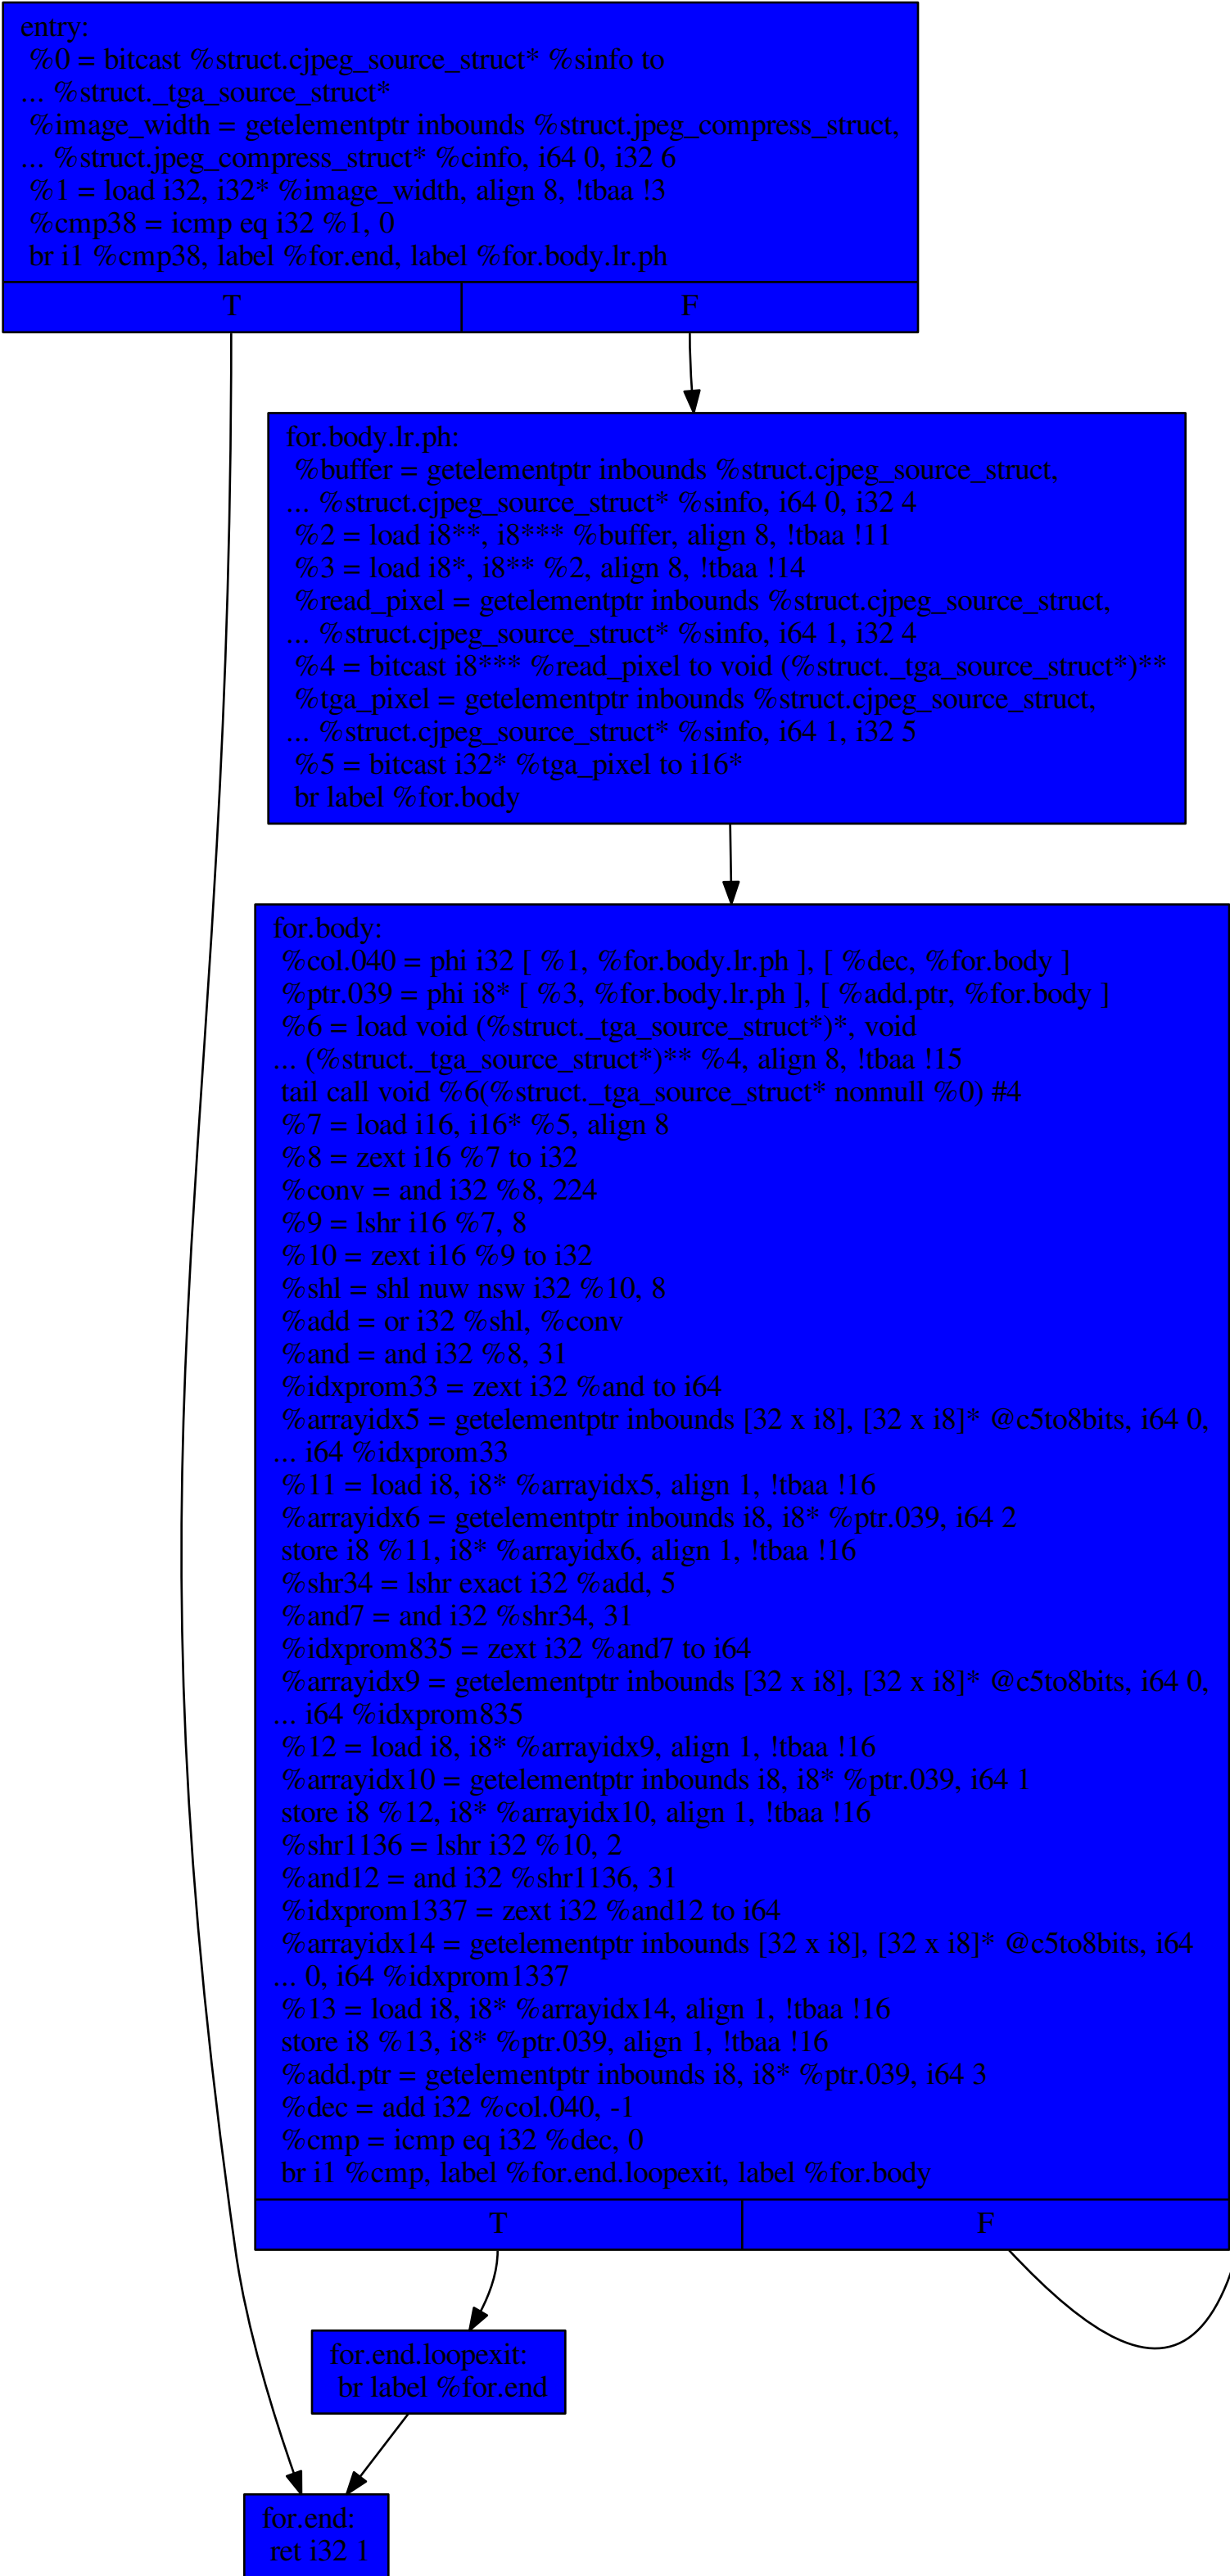 entry:
%0 = bitcast %struct.cjpeg_source_struct* %sinfo to
... %struct._tga_source_struct*
%image_width = getelementptr inbounds %struct.jpeg_compress_struct,
... %struct.jpeg_compress_struct* %cinfo, i64 0, i32 6
%1 = load i32, i32* %image_width, align 8, !tbaa !3
%cmp38 = icmp eq i32 %1, 0
br i1 %cmp38, label %for.end, label %for.body.lr.ph
T F
for.body.lr.ph:
%buffer = getelementptr inbounds %struct.cjpeg_source_struct,
... %struct.cjpeg_source_struct* %sinfo, i64 0, i32 4
%2 = load i8**, i8*** %buffer, align 8, !tbaa !11
%3 = load i8*, i8** %2, align 8, !tbaa !14
%read_pixel = getelementptr inbounds %struct.cjpeg_source_struct,
... %struct.cjpeg_source_struct* %sinfo, i64 1, i32 4
%4 = bitcast i8*** %read_pixel to void (%struct._tga_source_struct*)**
%tga_pixel = getelementptr inbounds %struct.cjpeg_source_struct,
... %struct.cjpeg_source_struct* %sinfo, i64 1, i32 5
%5 = bitcast i32* %tga_pixel to i16*
br label %for.body
for.body:
%col.040 = phi i32 [ %1, %for.body.lr.ph ], [ %dec, %for.body ]
%ptr.039 = phi i8* [ %3, %for.body.lr.ph ], [ %add.ptr, %for.body ]
%6 = load void (%struct._tga_source_struct*)*, void
... (%struct._tga_source_struct*)** %4, align 8, !tbaa !15
tail call void %6(%struct._tga_source_struct* nonnull %0) #4
%7 = load i16, i16* %5, align 8
%8 = zext i16 %7 to i32
%conv = and i32 %8, 224
%9 = lshr i16 %7, 8
%10 = zext i16 %9 to i32
%shl = shl nuw nsw i32 %10, 8
%add = or i32 %shl, %conv
%and = and i32 %8, 31
%idxprom33 = zext i32 %and to i64
%arrayidx5 = getelementptr inbounds [32 x i8], [32 x i8]* @c5to8bits, i64 0,
... i64 %idxprom33
%11 = load i8, i8* %arrayidx5, align 1, !tbaa !16
%arrayidx6 = getelementptr inbounds i8, i8* %ptr.039, i64 2
store i8 %11, i8* %arrayidx6, align 1, !tbaa !16
%shr34 = lshr exact i32 %add, 5
%and7 = and i32 %shr34, 31
%idxprom835 = zext i32 %and7 to i64
%arrayidx9 = getelementptr inbounds [32 x i8], [32 x i8]* @c5to8bits, i64 0,
... i64 %idxprom835
%12 = load i8, i8* %arrayidx9, align 1, !tbaa !16
%arrayidx10 = getelementptr inbounds i8, i8* %ptr.039, i64 1
store i8 %12, i8* %arrayidx10, align 1, !tbaa !16
%shr1136 = lshr i32 %10, 2
%and12 = and i32 %shr1136, 31
%idxprom1337 = zext i32 %and12 to i64
%arrayidx14 = getelementptr inbounds [32 x i8], [32 x i8]* @c5to8bits, i64
... 0, i64 %idxprom1337
%13 = load i8, i8* %arrayidx14, align 1, !tbaa !16
store i8 %13, i8* %ptr.039, align 1, !tbaa !16
%add.ptr = getelementptr inbounds i8, i8* %ptr.039, i64 3
%dec = add i32 %col.040, -1
%cmp = icmp eq i32 %dec, 0
br i1 %cmp, label %for.end.loopexit, label %for.body
T F
for.end.loopexit:
br label %for.end
for.end:
ret i32 1